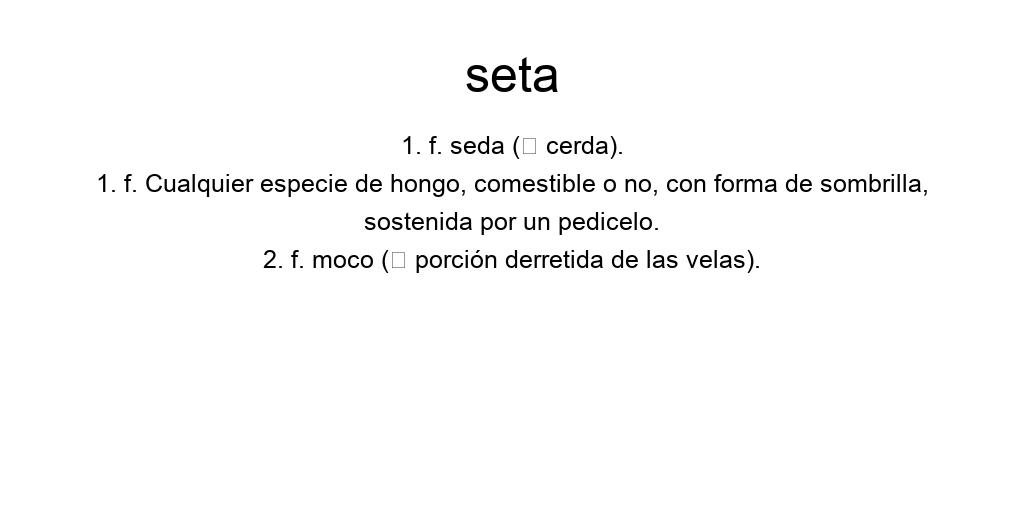 seta
1. f. seda (□ cerda).
1. f. Cualquier especie de hongo, comestible o no, con forma de sombrilla,
sostenida por un pedicelo.
2. f. moco (□ porción derretida de las velas).